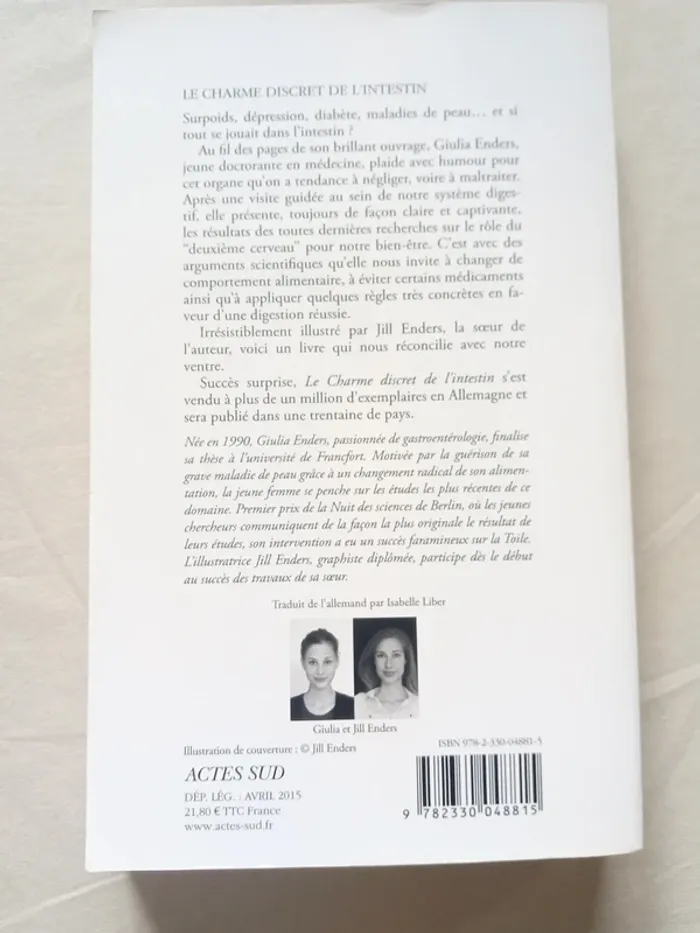 LE CHARME DISCRET DE L'INTESTIN
Surpoids, dépression, diabète, maladies de peau… et si
tout se jouait dans l'intestin ?
Au fil des pages de son brillant ouvrage, Giulia Enders,
jeune doctorante en médecine, plaide avec humour pour
cet organe qu'on a tendance à négliger, voire à maltraiter.
Après une visite guidée au sein de notre système diges-
tif, elle présente, toujours de façon claire et captivante,
les résultats des toutes dernières recherches sur le rôle du
"deuxième cerveau" pour notre bien-être. C'est avec des
arguments scientifiques qu'elle nous invite à changer de
comportement alimentaire, à éviter certains médicaments
ainsi qu'à appliquer quelques règles très concrètes en fa-
veur d'une digestion réussie.
Irrésistiblement illustré par Jill Enders, la sœur de
l'auteur, voici un livre qui nous réconcilie avec notre
ventre.
Succès surprise, Le Charme discret de l'intestin s'est
vendu à plus de un million d'exemplaires en Allemagne et
sera publié dans une trentaine de pays.
Née en 1990, Giulia Enders, passionnée de gastroentérologie, finalise
sa thèse à l'université de Francfort. Motivée par la guérison de sa
grave maladie de peau grâce à un changement radical de son alimen-
tation, la jeune femme se penche sur les études les plus récentes de ce
domaine. Premier prix de la Nuit des sciences de Berlin, où les jeunes
chercheurs communiquent de la façon la plus originale le résultat de
leurs études, son intervention a eu un succès faramineux sur la Toile.
L'illustratrice Jill Enders, graphiste diplômée, participe dès le début
au succès des travaux de sa sœur.
Traduit de l'allemand par Isabelle Liber
Giulia et Jill Enders
Illustration de couverture : © Jill Enders
ACTES SUD
DÉP. LÉG. : AVRIL 2015
21,80 € TTC France
www.actes-sud.fr
ISBN 978-2-330-04881-5
9 782330 048815